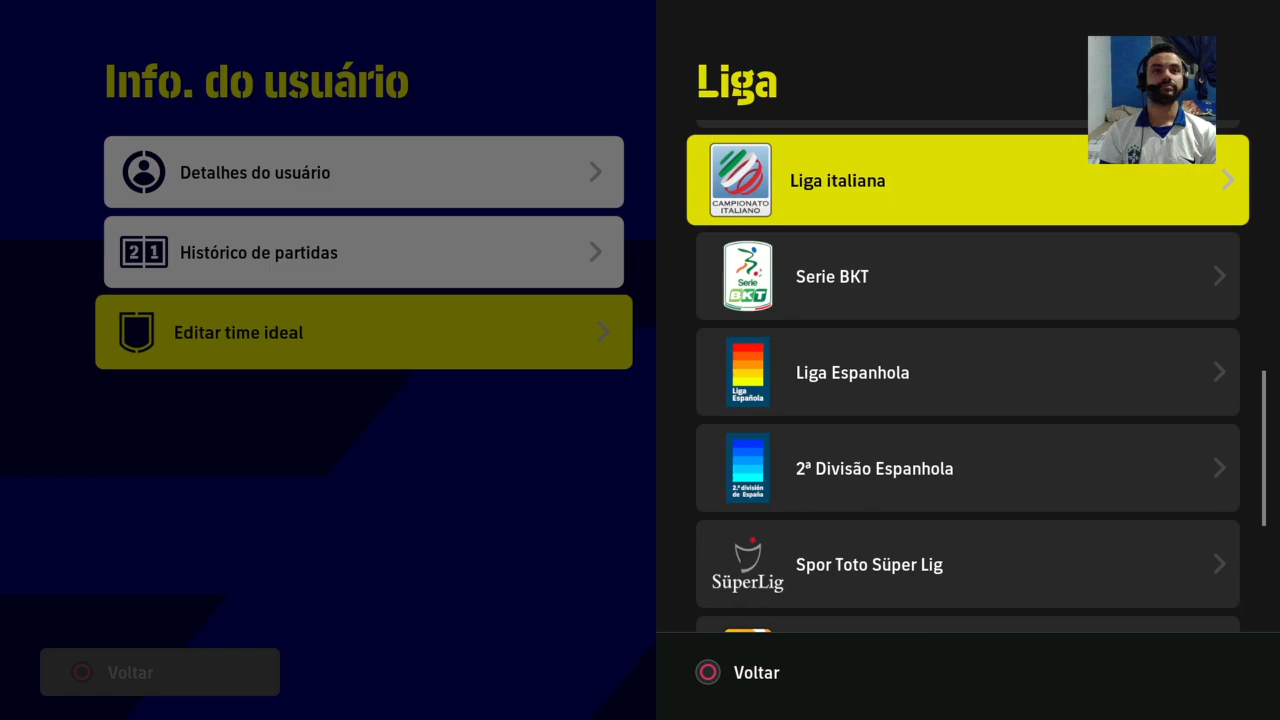 Info. do usuário
Detalhes do usuário
2 1
Histórico de partidas
Editar time ideal
Voltar
Liga
CAMPIONATO
ITALIANO
Liga italiana
Serie
BKT
Serie BKT
Liga
Española
Liga Espanhola
2.ª división
de España
2ª Divisão Espanhola
SüperLig
Spor Toto Süper Lig
Voltar